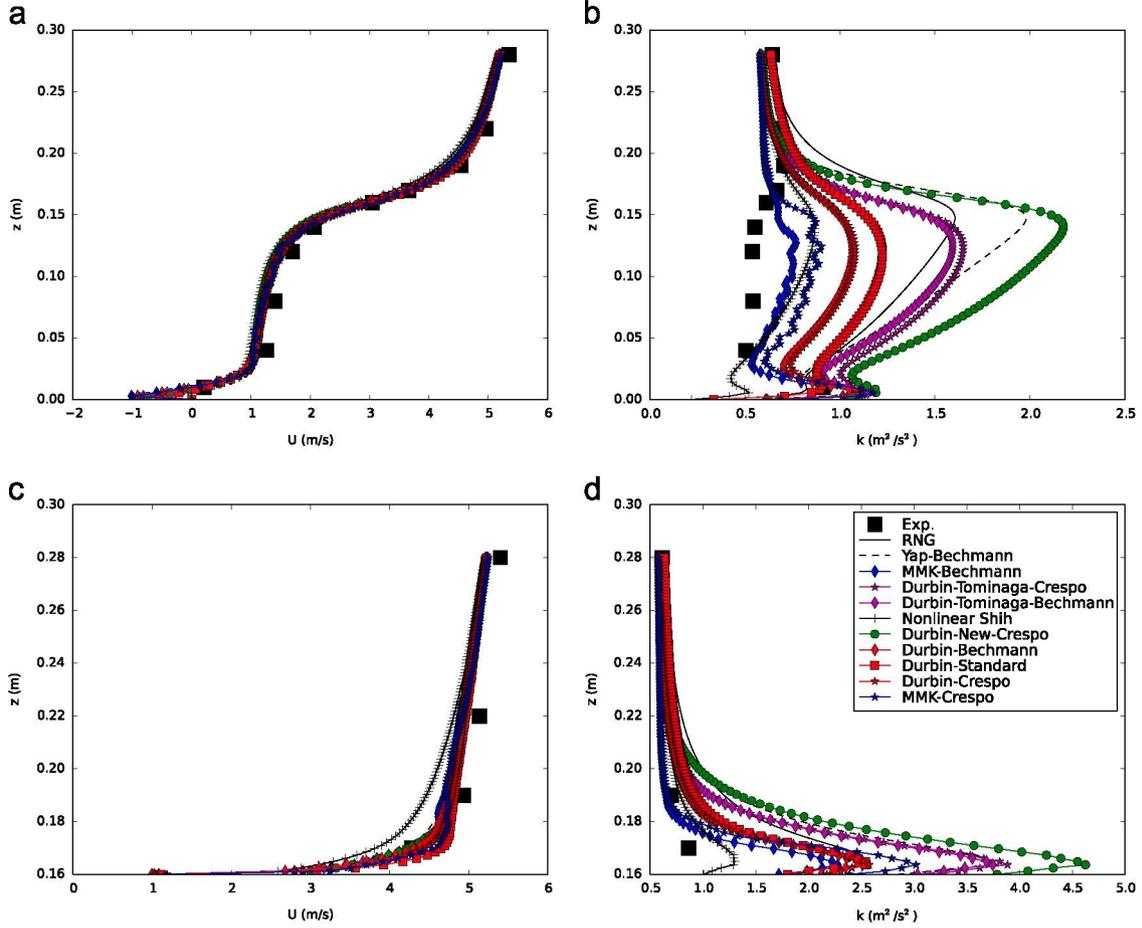 a
0.30
0.25
0.20
0.15
0.10
0.05
0.00
z (m)
−2 −1 0 1 2 3 4 5 6
U (m/s)
b
0.30
0.25
0.20
0.15
0.10
0.05
0.00
z (m)
0.0 0.5 1.0 1.5 2.0 2.5
k (m² /s² )
c
0.30
0.28
0.26
0.24
0.22
0.20
0.18
0.16
z (m)
0 1 2 3 4 5 6
U (m/s)
d
0.30
0.28
0.26
0.24
0.22
0.20
0.18
0.16
z (m)
0.5 1.0 1.5 2.0 2.5 3.0 3.5 4.0 4.5 5.0
k (m² /s² )
Exp.
RNG
Yap-Bechmann
MMK-Bechmann
Durbin-Tominaga-Crespo
Durbin-Tominaga-Bechmann
Nonlinear Shih
Durbin-New-Crespo
Durbin-Bechmann
Durbin-Standard
Durbin-Crespo
MMK-Crespo